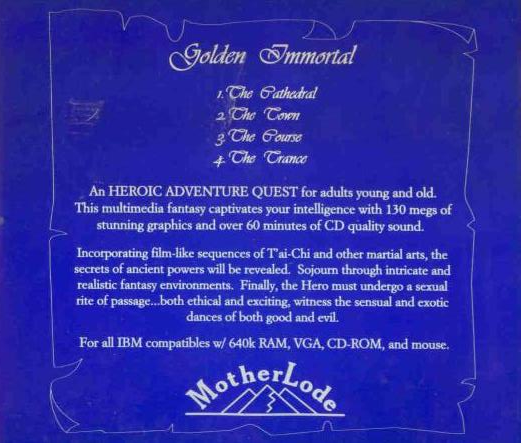 Golden Immortal
1. The Cathedral
2. The Town
3. The Course
4. The Trance
An HEROIC ADVENTURE QUEST for adults young and old.
This multimedia fantasy captivates your intelligence with 130 megs of
stunning graphics and over 60 minutes of CD quality sound.
Incorporating film-like sequences of T'ai-Chi and other martial arts, the
secrets of ancient powers will be revealed. Sojourn through intricate and
realistic fantasy environments. Finally, the Hero must undergo a sexual
rite of passage...both ethical and exciting, witness the sensual and exotic
dances of both good and evil.
For all IBM compatibles w/ 640k RAM, VGA, CD-ROM, and mouse.
MotherLode